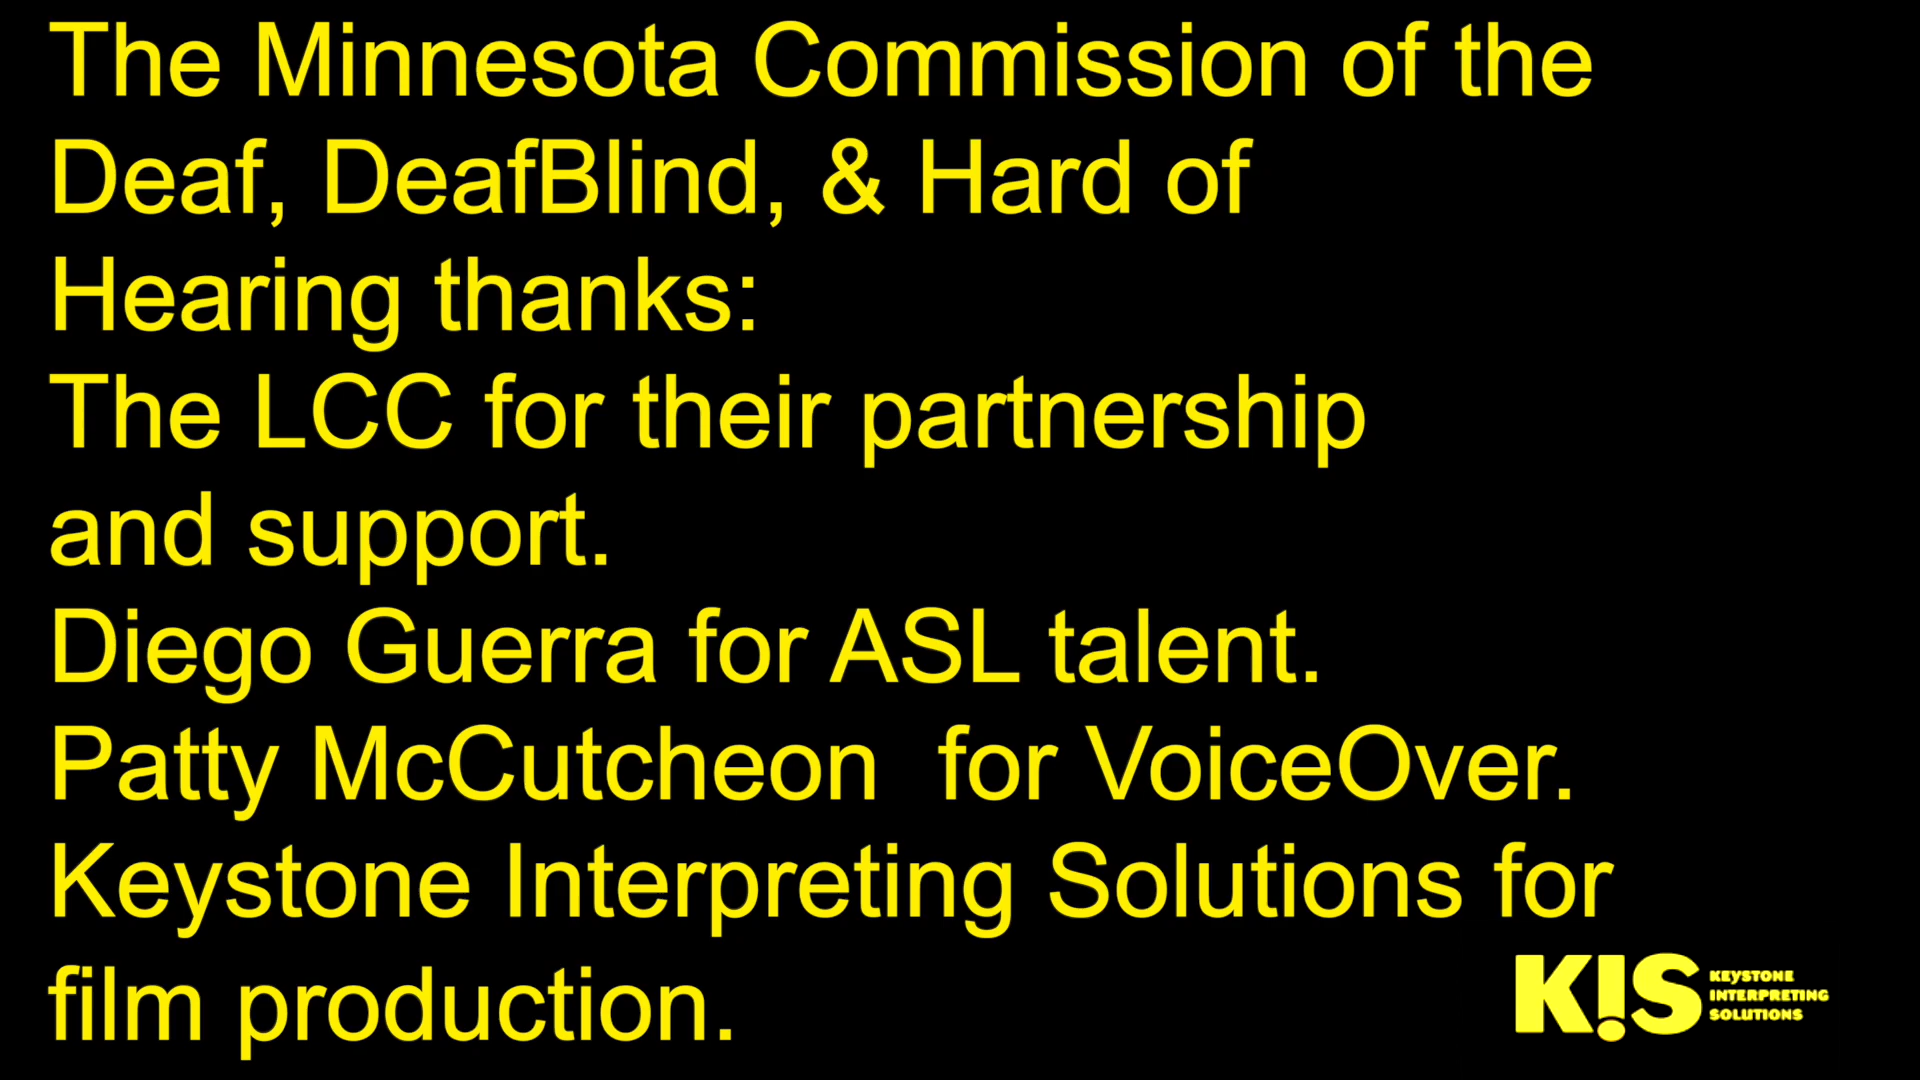 The Minnesota Commission of the
Deaf, DeafBlind, & Hard of
Hearing thanks:
The LCC for their partnership
and support.
Diego Guerra for ASL talent.
Patty McCutcheon  for VoiceOver.
Keystone Interpreting Solutions for
film production.
K!S
KEYSTONE
INTERPRETING
SOLUTIONS